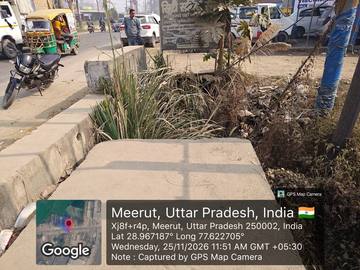 GPS Map Camera
Meerut, Uttar Pradesh, India
Xj8f+r4p, Meerut, Uttar Pradesh 250002, India
Lat 28.967187° Long 77.622705°
Wednesday, 25/11/2026 11:51 AM GMT +05:30
Note : Captured by GPS Map Camera
Google